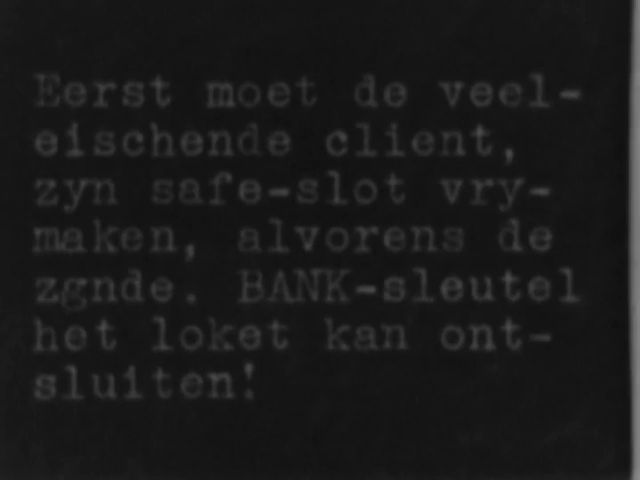 Eerst moet de veel-
eischende client,
zyn safe-slot vry-
maken, alvorens de
zgnde. BANK-sleutel
het loket kan ont-
sluiten!